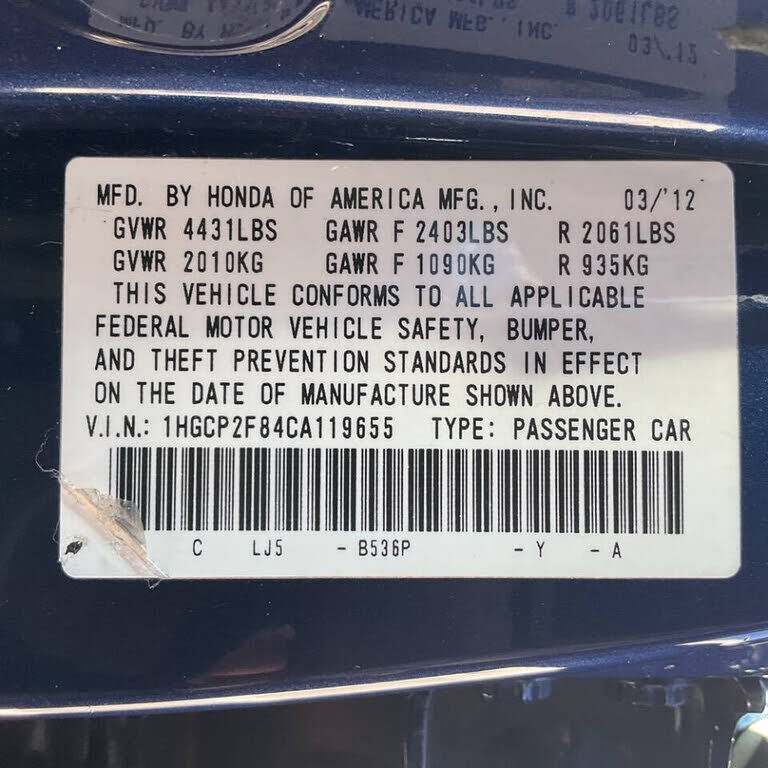 MFD. BY HONDA OF AMERICA MFG., INC. 03/'12
GVWR 4431LBS GAWR F 2403LBS R 2061LBS
GVWR 2010KG GAWR F 1090KG R 935KG
THIS VEHICLE CONFORMS TO ALL APPLICABLE
FEDERAL MOTOR VEHICLE SAFETY, BUMPER,
AND THEFT PREVENTION STANDARDS IN EFFECT
ON THE DATE OF MANUFACTURE SHOWN ABOVE.
V.I.N.: 1HGCP2F84CA119655 TYPE: PASSENGER CAR
C LJ5 - B536P - Y - A